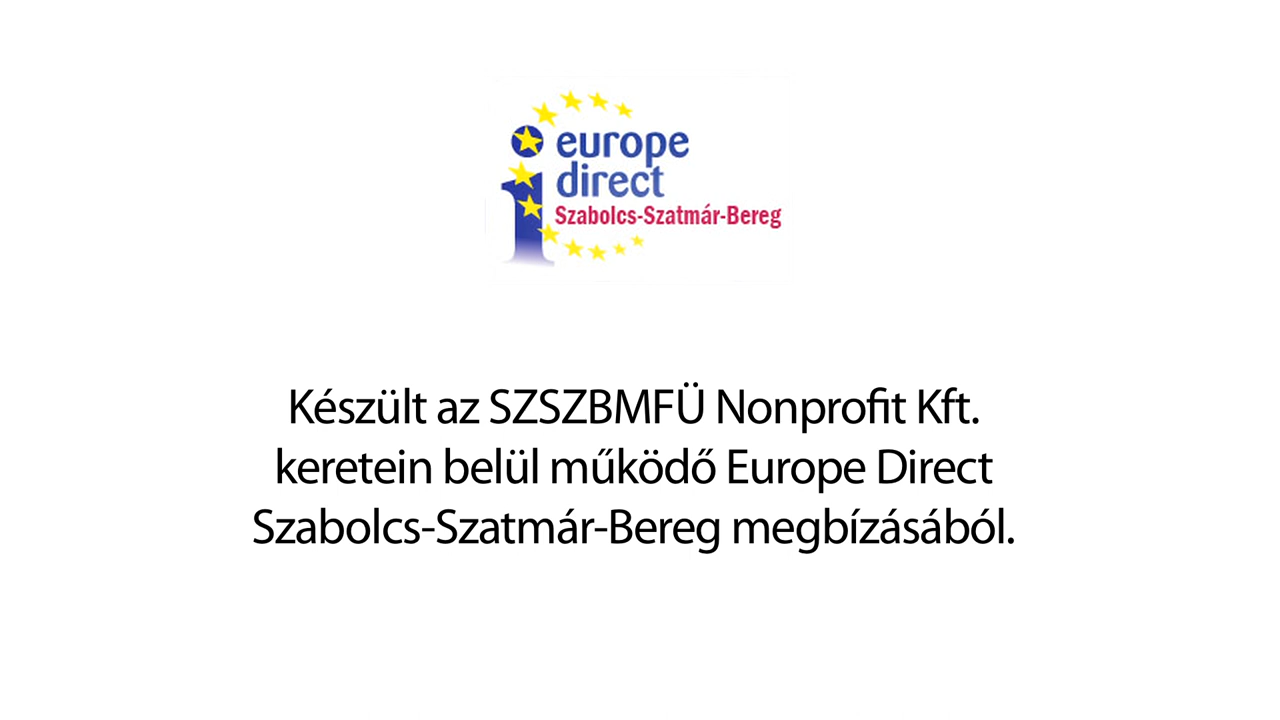 europe
direct
Szabolcs-Szatmár-Bereg
Készült az SZSZBMFÜ Nonprofit Kft.
keretein belül működő Europe Direct
Szabolcs-Szatmár-Bereg megbízásából.